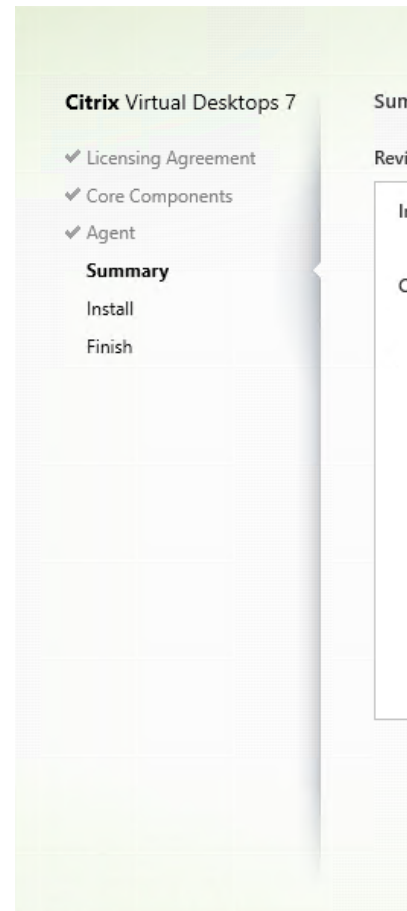 Citrix Virtual Desktops 7
Licensing Agreement
Core Components
Agent
Summary
Install
Finish